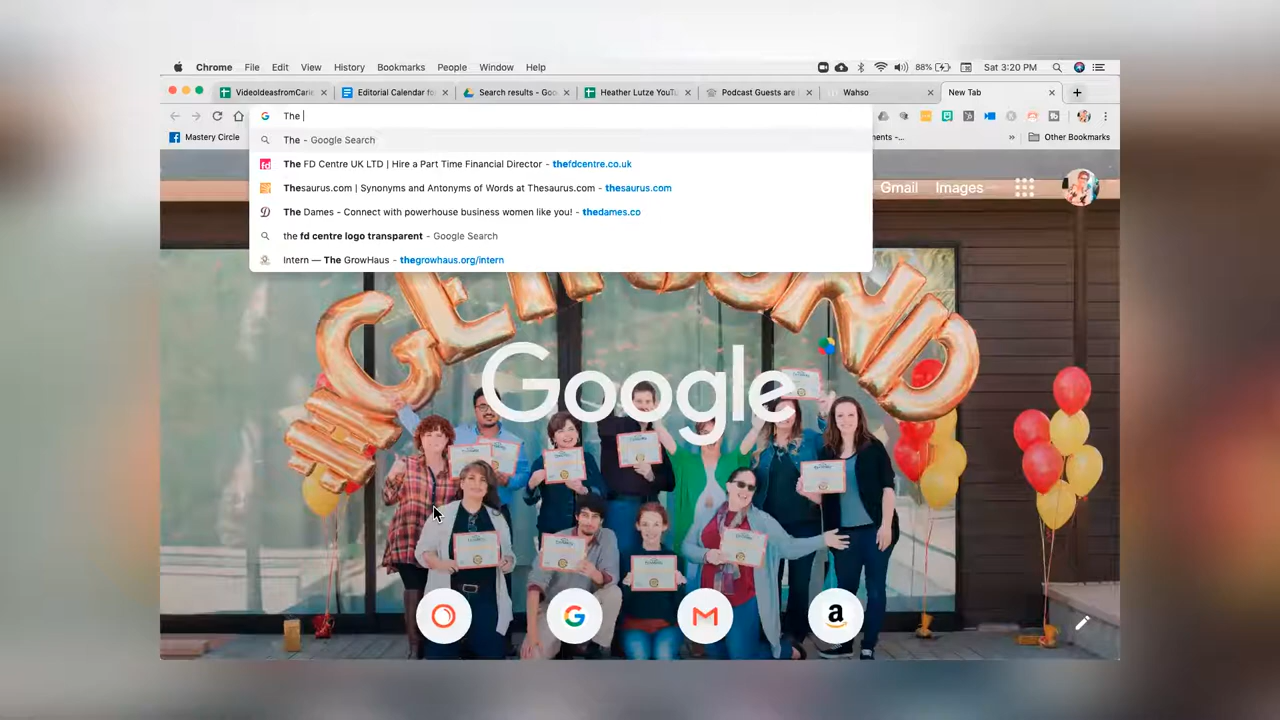 Chrome File Edit View History Bookmarks People Window Help 88% Sat 3:20 PM
VideoIdeasfromCarie Editorial Calendar for Search results - Goo Heather Lutze YouTu Podcast Guests are Wahso New Tab
The
Mastery Circle ents -... » Other Bookmarks
The - Google Search
The FD Centre UK LTD | Hire a Part Time Financial Director - thefdcentre.co.uk
Thesaurus.com | Synonyms and Antonyms of Words at Thesaurus.com - thesaurus.com
Gmail Images
The Dames - Connect with powerhouse business women like you! - thedames.co
the fd centre logo transparent - Google Search
Intern — The GrowHaus - thegrowhaus.org/intern
Google